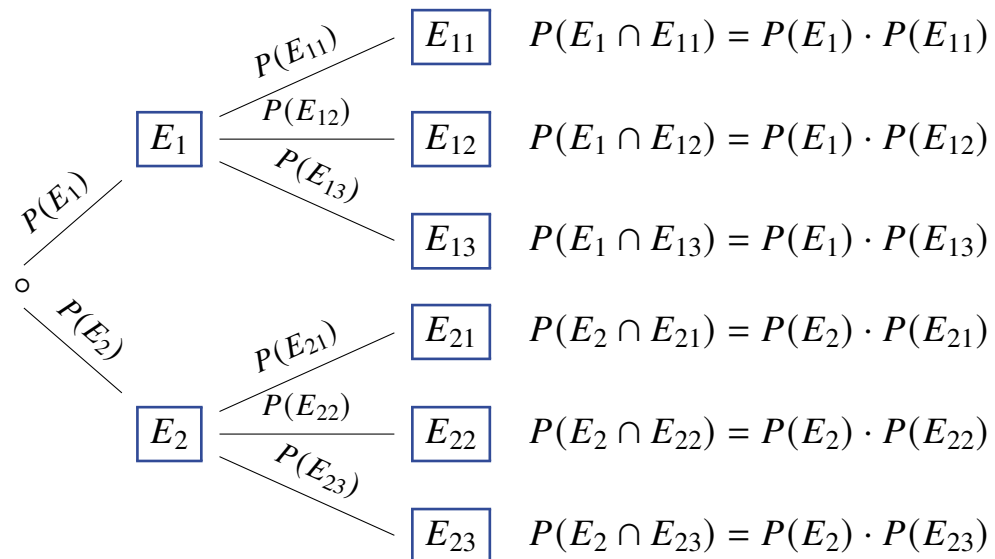 P(E₁₁) E₁₁ P(E₁ ∩ E₁₁) = P(E₁) · P(E₁₁)
E₁ P(E₁₂) E₁₂ P(E₁ ∩ E₁₂) = P(E₁) · P(E₁₂)
P(E₁) P(E₁₃) E₁₃ P(E₁ ∩ E₁₃) = P(E₁) · P(E₁₃)
P(E₂) P(E₂₁) E₂₁ P(E₂ ∩ E₂₁) = P(E₂) · P(E₂₁)
E₂ P(E₂₂) E₂₂ P(E₂ ∩ E₂₂) = P(E₂) · P(E₂₂)
P(E₂₃) E₂₃ P(E₂ ∩ E₂₃) = P(E₂) · P(E₂₃)